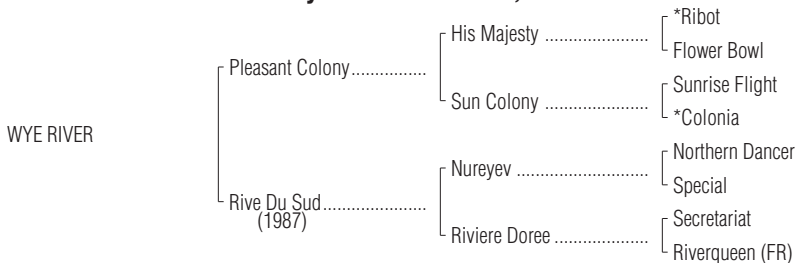 *Ribot
His Majesty ........................
Flower Bowl
Pleasant Colony................
Sunrise Flight
Sun Colony ........................
*Colonia
WYE RIVER
Northern Dancer
Nureyev ..............................
Special
Rive Du Sud......................
(1987)
Secretariat
Riviere Doree .....................
Riverqueen (FR)